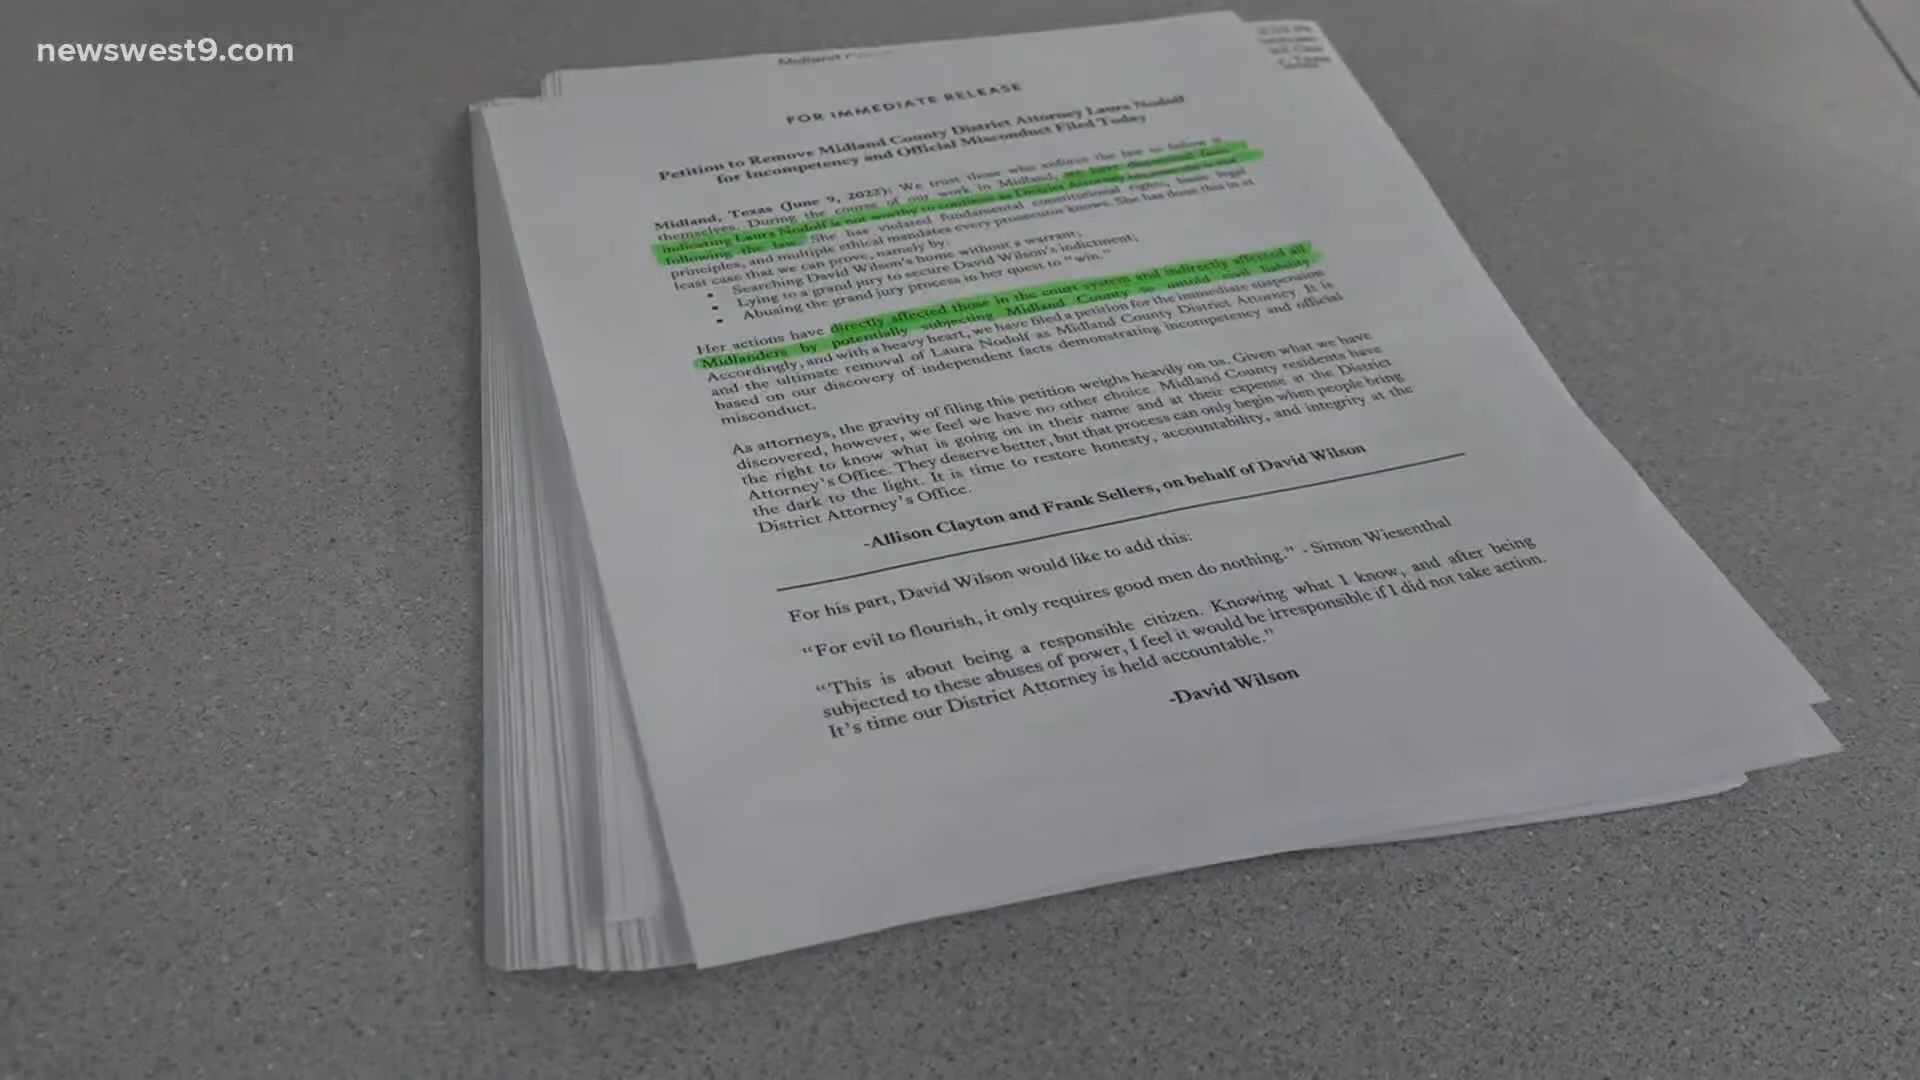 newswest9.com
Midland
FOR IMMEDIATE RELEASE
Petition to Remove Midland County District Attorney Laura Nodolf
for Incompetency and Official Misconduct Filed Today
Midland, Texas (June 9, 2022): We trust those who enforce the law to follow it
themselves. During the course of our work in Midland, we have discovered facts
indicating Laura Nodolf is not worthy to continue as District Attorney
following the law. She has violated fundamental constitutional rights, basic legal
principles, and multiple ethical mandates every prosecutor knows. She has done this in at
least case that we can prove, namely by:
• Searching David Wilson's home without a warrant;
• Lying to a grand jury to secure David Wilson's indictment;
• Abusing the grand jury process in her quest to "win."
Her actions have directly affected those in the court system and indirectly affected all
Midlanders by potentially subjecting Midland County to untold civil liability.
Accordingly, and with a heavy heart, we have filed a petition for the immediate suspension
and the ultimate removal of Laura Nodolf as Midland County District Attorney. It is
based on our discovery of independent facts demonstrating incompetency and official
misconduct.
As attorneys, the gravity of filing this petition weighs heavily on us. Given what we have
discovered, however, we feel we have no other choice. Midland County residents have
the right to know what is going on in their name and at their expense at the District
Attorney's Office. They deserve better, but that process can only begin when people bring
the dark to the light. It is time to restore honesty, accountability, and integrity at the
District Attorney's Office.
-Allison Clayton and Frank Sellers, on behalf of David Wilson
For his part, David Wilson would like to add this:
"For evil to flourish, it only requires good men do nothing." - Simon Wiesenthal
"This is about being a responsible citizen. Knowing what I know, and after being
subjected to these abuses of power, I feel it would be irresponsible if I did not take action.
It's time our District Attorney is held accountable."
-David Wilson